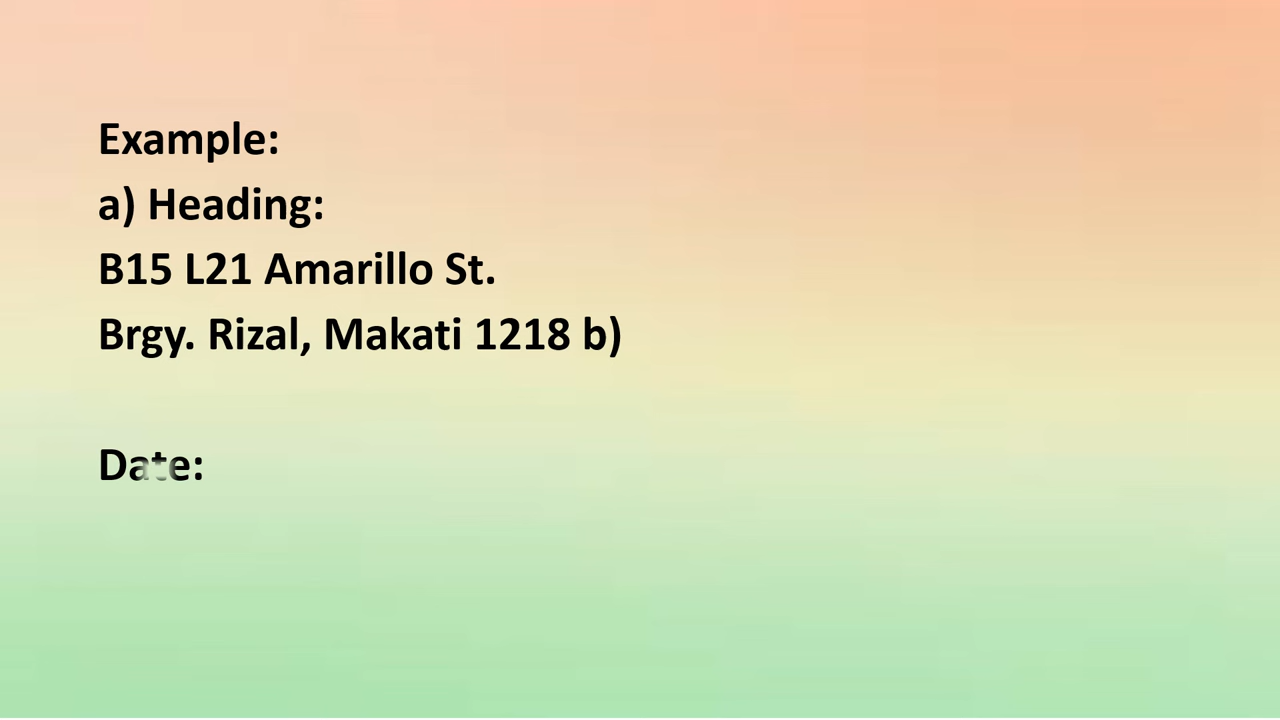 Example:
a) Heading:
B15 L21 Amarillo St.
Brgy. Rizal, Makati 1218 b)
Date: